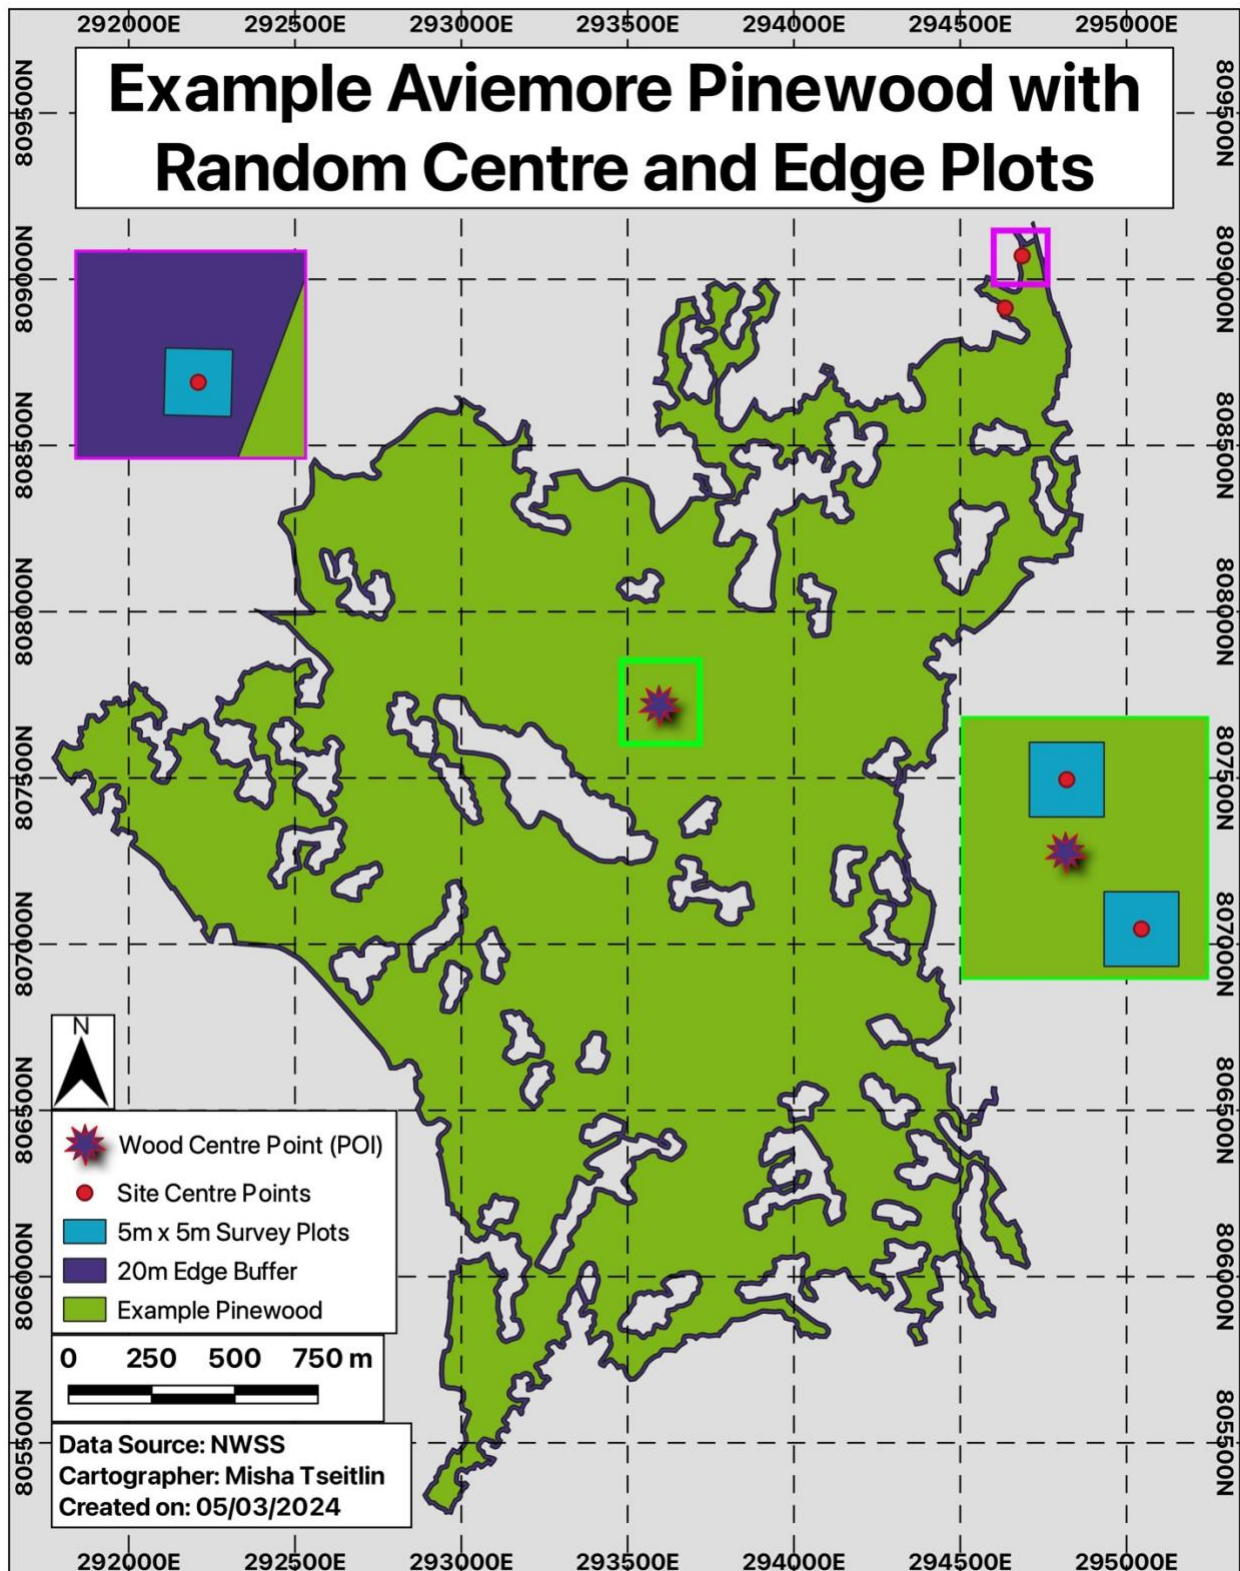 292000E 292500E 293000E 293500E 294000E 294500E 295000E
Example Aviemore Pinewood with
Random Centre and Edge Plots
809500N
809000N
808500N
808000N
807500N
807000N
806500N
806000N
805500N
809500N
809000N
808500N
808000N
807500N
807000N
806500N
806000N
805500N
N
Wood Centre Point (POI)
Site Centre Points
5m x 5m Survey Plots
20m Edge Buffer
Example Pinewood
0 250 500 750 m
Data Source: NWSS
Cartographer: Misha Tseitlin
Created on: 05/03/2024
292000E 292500E 293000E 293500E 294000E 294500E 295000E